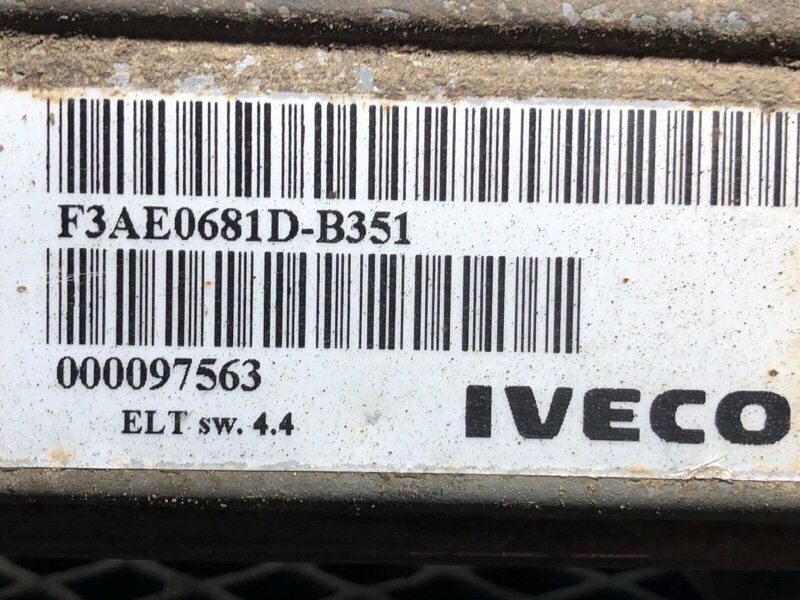 F3AE0681D-B351
000097563
ELT sw. 4.4
IVECO